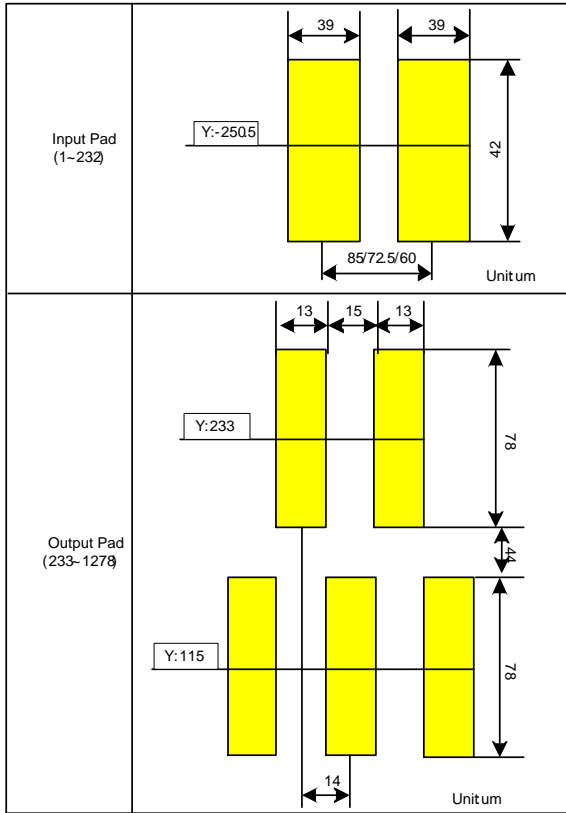 39
39
Input Pad
(1~232)
Y:-250.5
42
85/72.5/60
Unit um
13
15
13
Y:233
78
44
Output Pad
(233~1278)
Y:115
78
14
Unit um